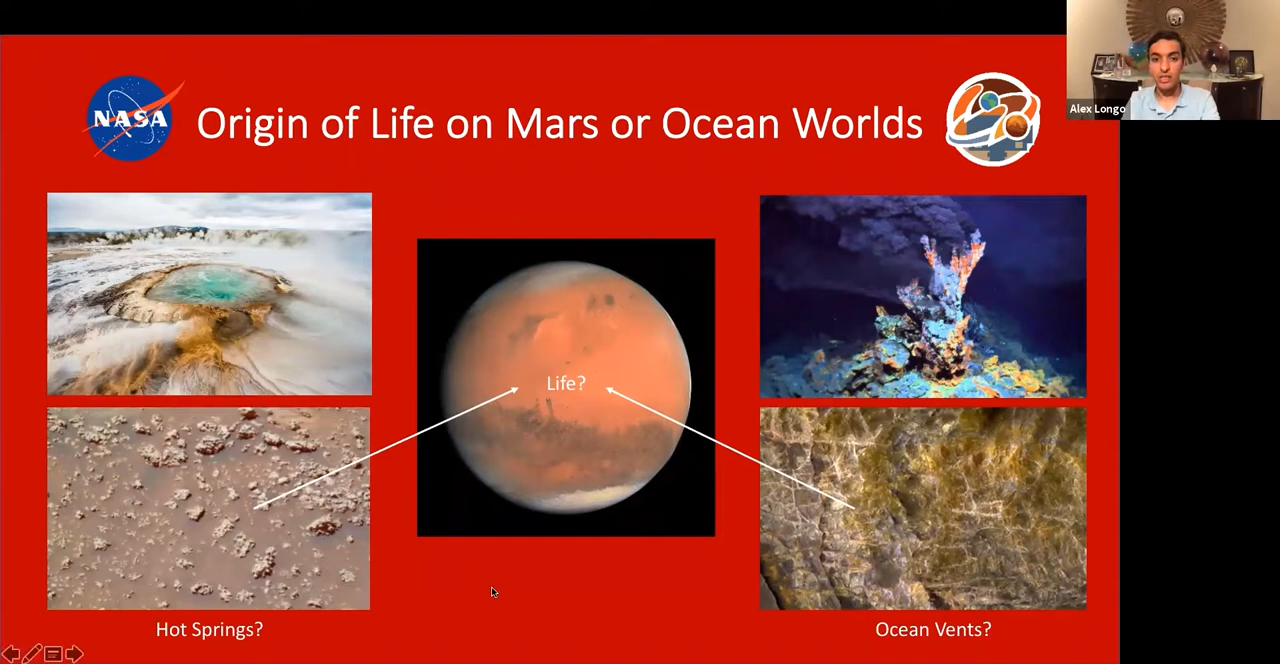 Alex Longo
NASA
Origin of Life on Mars or Ocean Worlds
Life?
Hot Springs?
Ocean Vents?